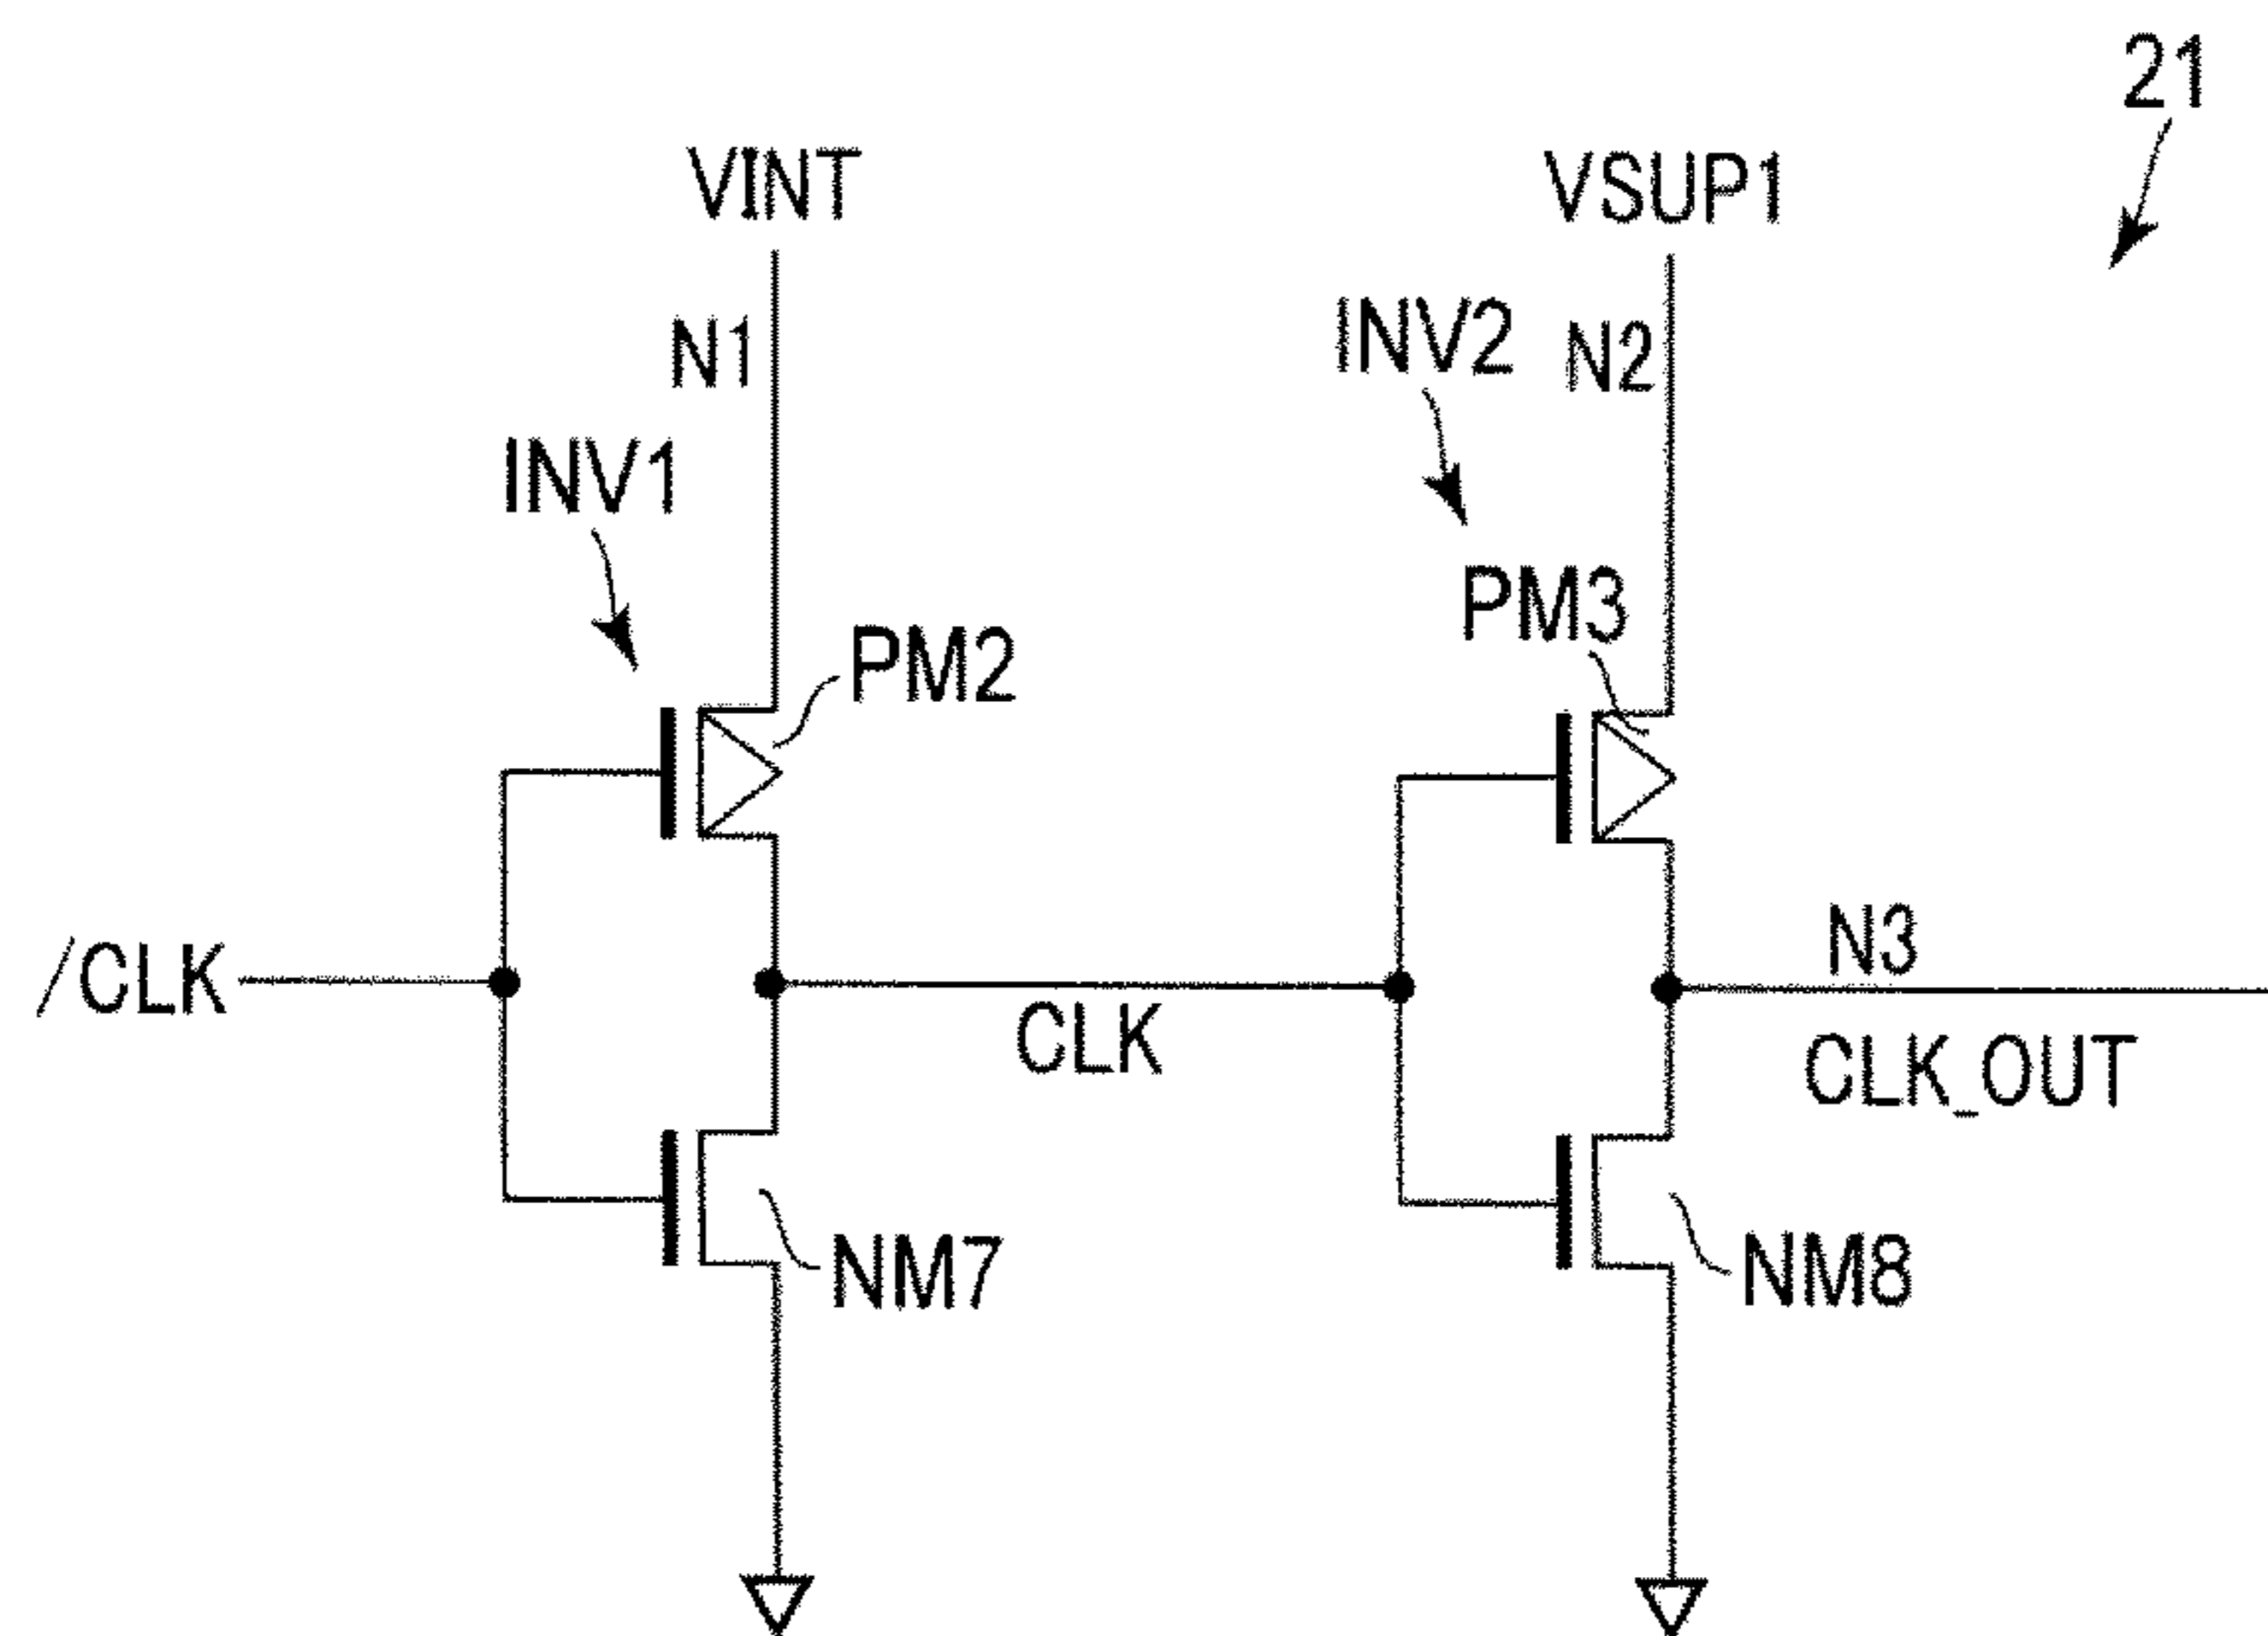 21
VINT
VSUP1
N1
INV2
N2
INV1
PM3
PM2
N3
/CLK
CLK
CLK_OUT
NM7
NM8